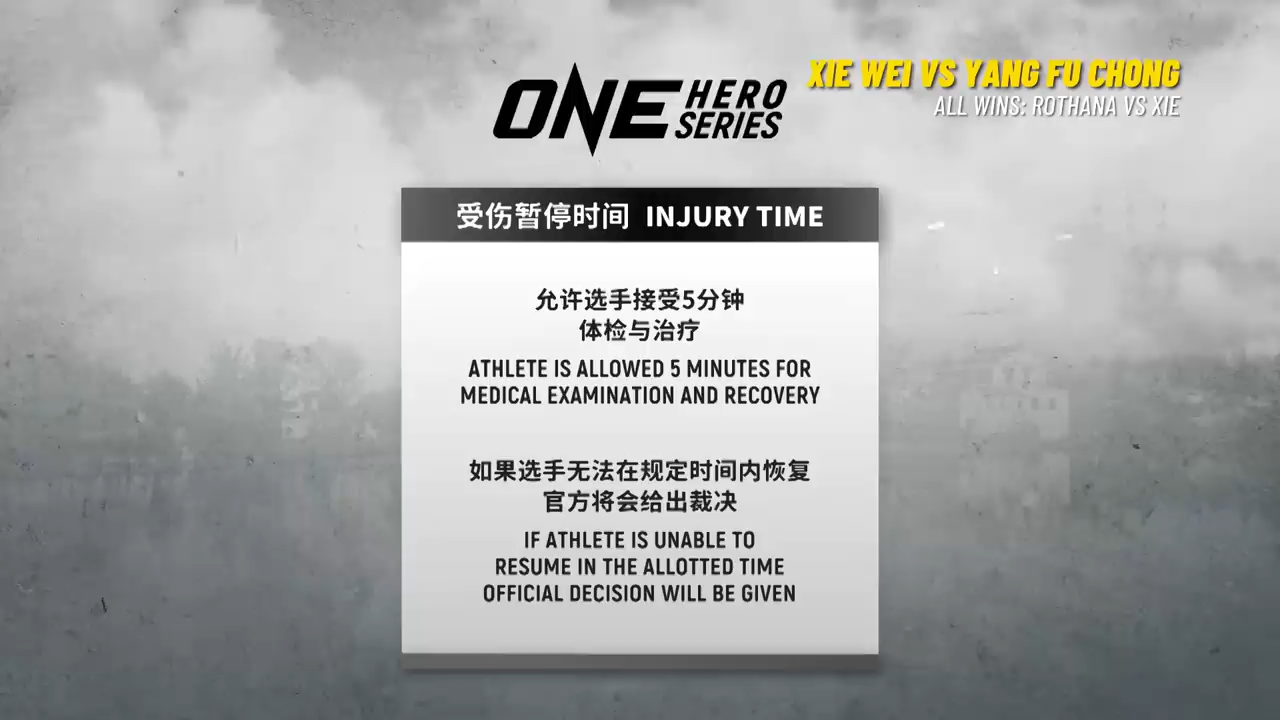 ONE HERO SERIES
XIE WEI VS YANG FU CHONG
ALL WINS: ROTHANA VS XIE
受伤暂停时间 INJURY TIME
允许选手接受5分钟
体检与治疗
ATHLETE IS ALLOWED 5 MINUTES FOR
MEDICAL EXAMINATION AND RECOVERY
如果选手无法在规定时间内恢复
官方将会给出裁决
IF ATHLETE IS UNABLE TO
RESUME IN THE ALLOTTED TIME
OFFICIAL DECISION WILL BE GIVEN